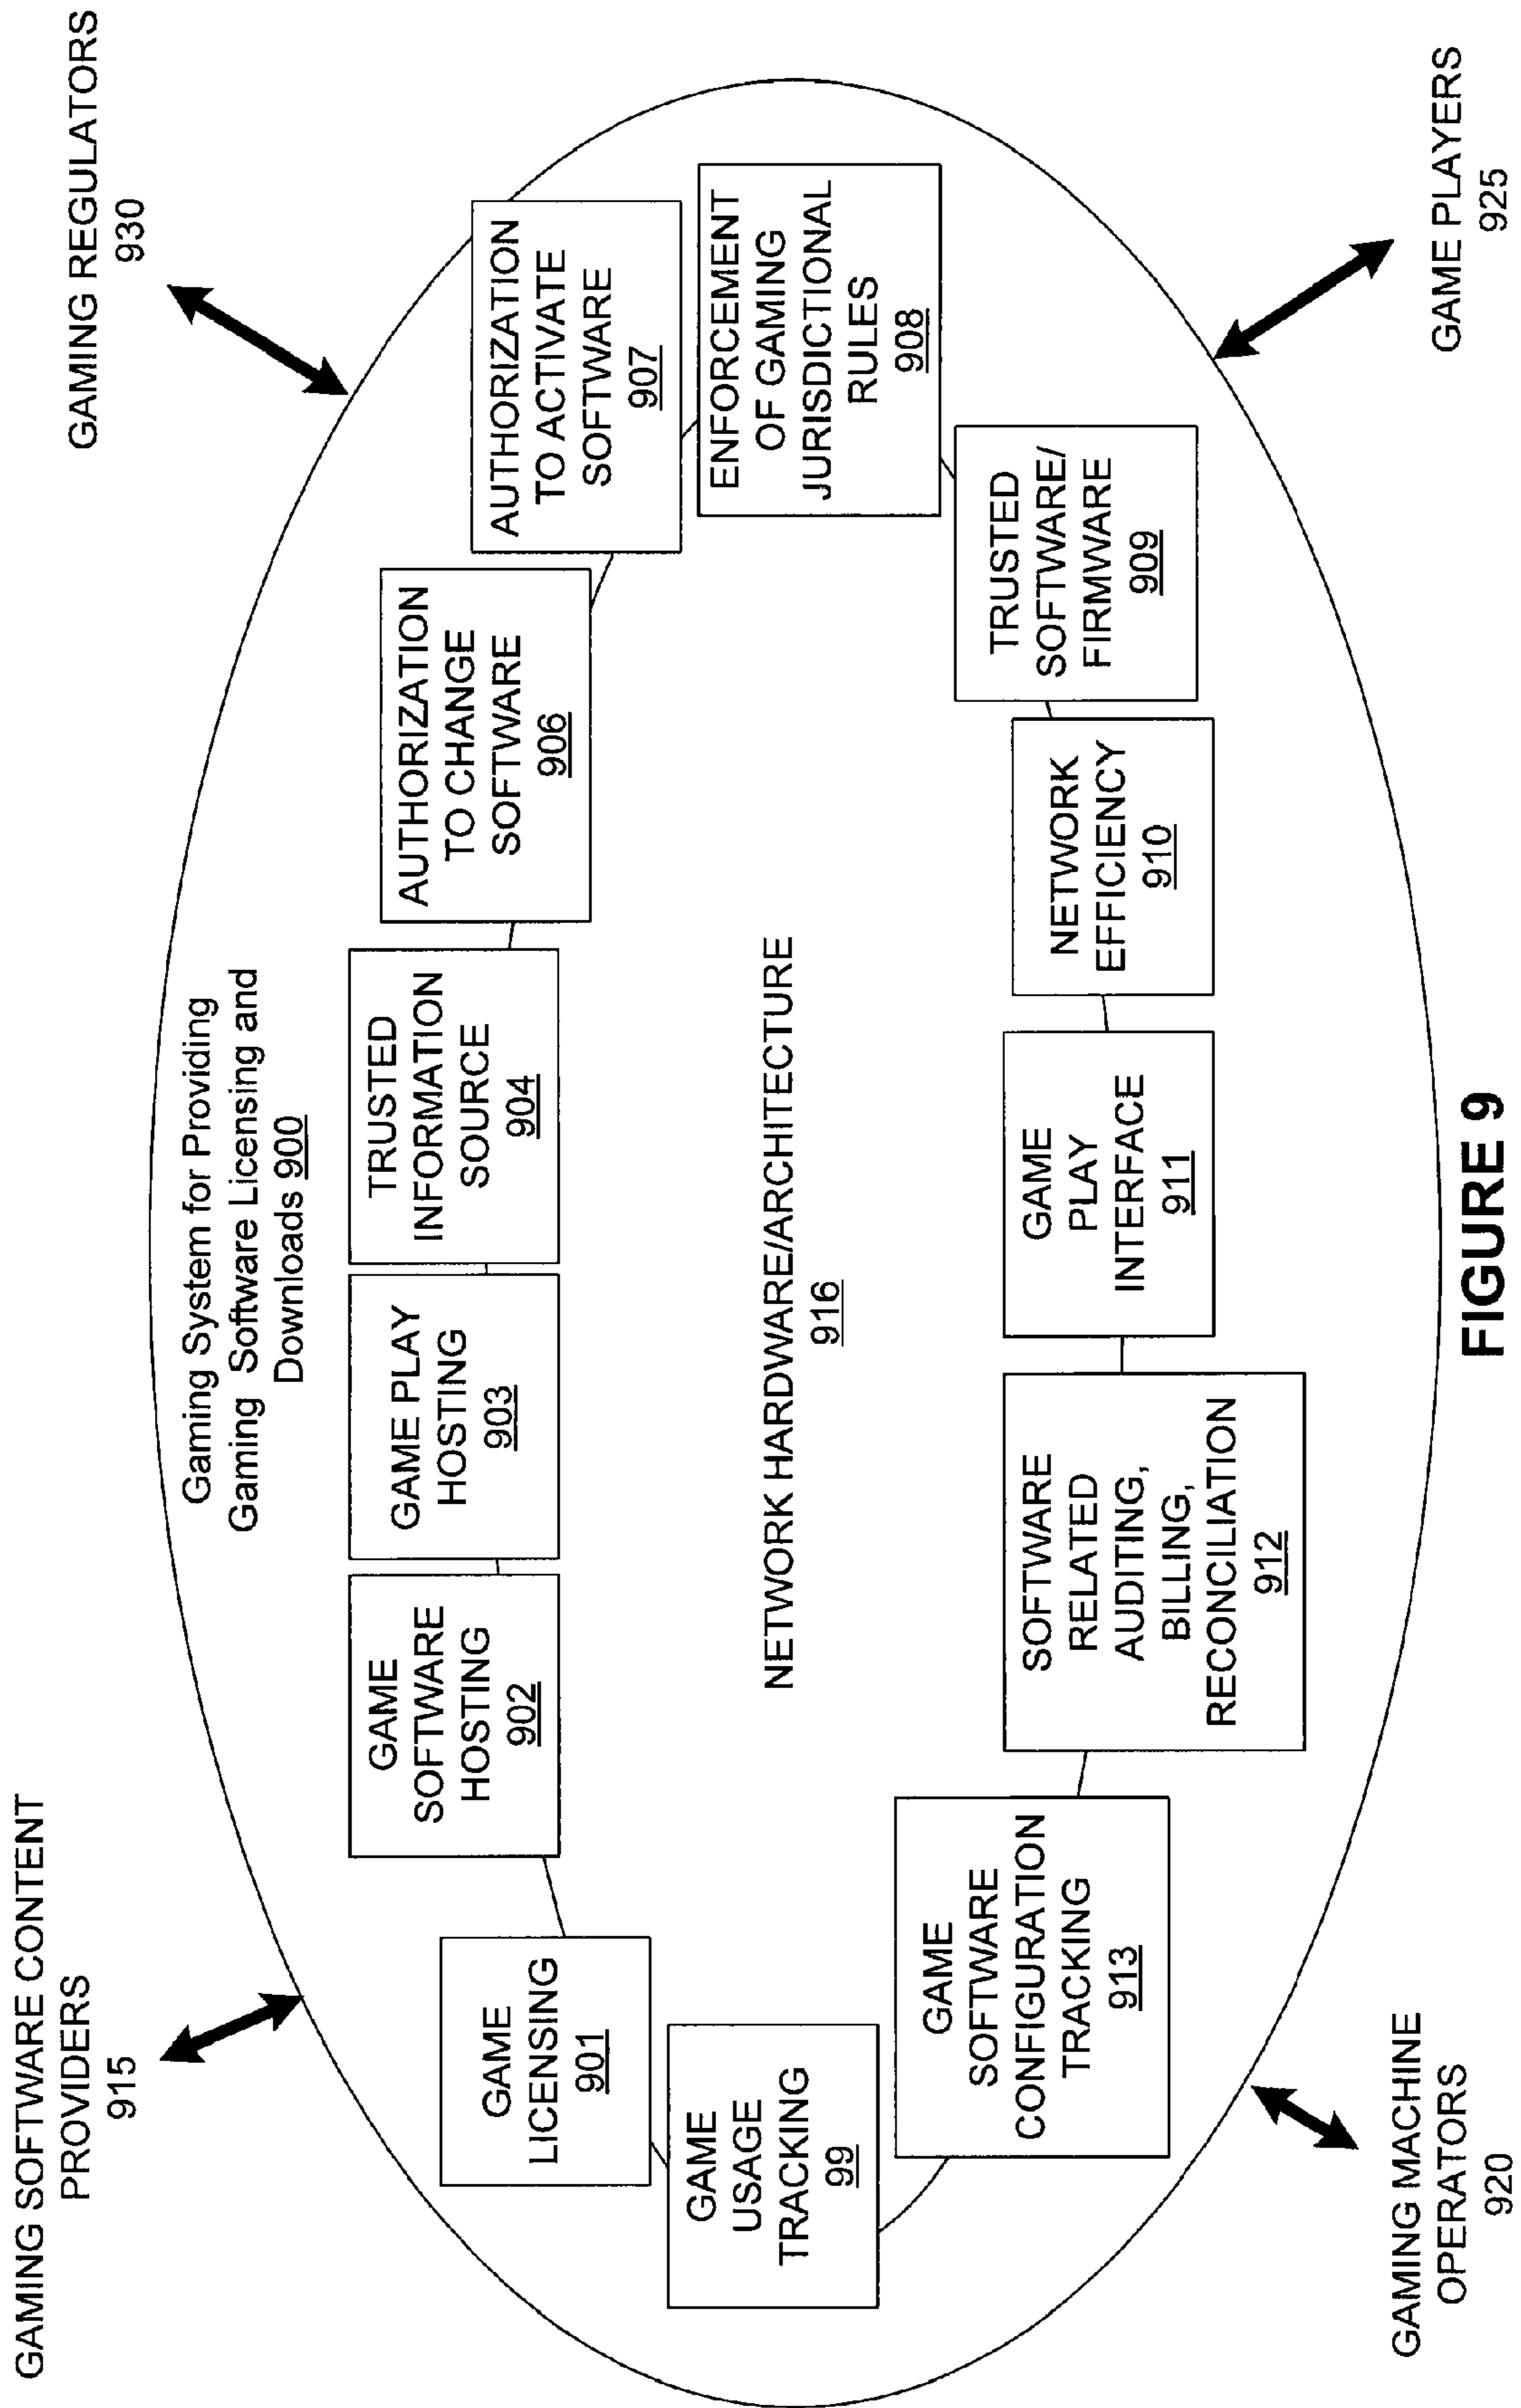 GAMING SOFTWARE CONTENT
PROVIDERS
915
GAMING REGULATORS
930
Gaming System for Providing
Gaming Software Licensing and
Downloads 900
GAME
LICENSING
901
GAME
SOFTWARE
HOSTING
902
GAME PLAY
HOSTING
903
TRUSTED
INFORMATION
SOURCE
904
AUTHORIZATION
TO CHANGE
SOFTWARE
906
AUTHORIZATION
TO ACTIVATE
SOFTWARE
907
ENFORCEMENT
OF GAMING
JURISDICTIONAL
RULES
908
NETWORK HARDWARE/ARCHITECTURE
916
GAME
USAGE
TRACKING
99
GAME
SOFTWARE
CONFIGURATION
TRACKING
913
SOFTWARE
RELATED
AUDITING,
BILLING,
RECONCILIATION
912
GAME
PLAY
INTERFACE
911
NETWORK
EFFICIENCY
910
TRUSTED
SOFTWARE/
FIRMWARE
909
GAMING MACHINE
OPERATORS
920
GAME PLAYERS
925
FIGURE 9